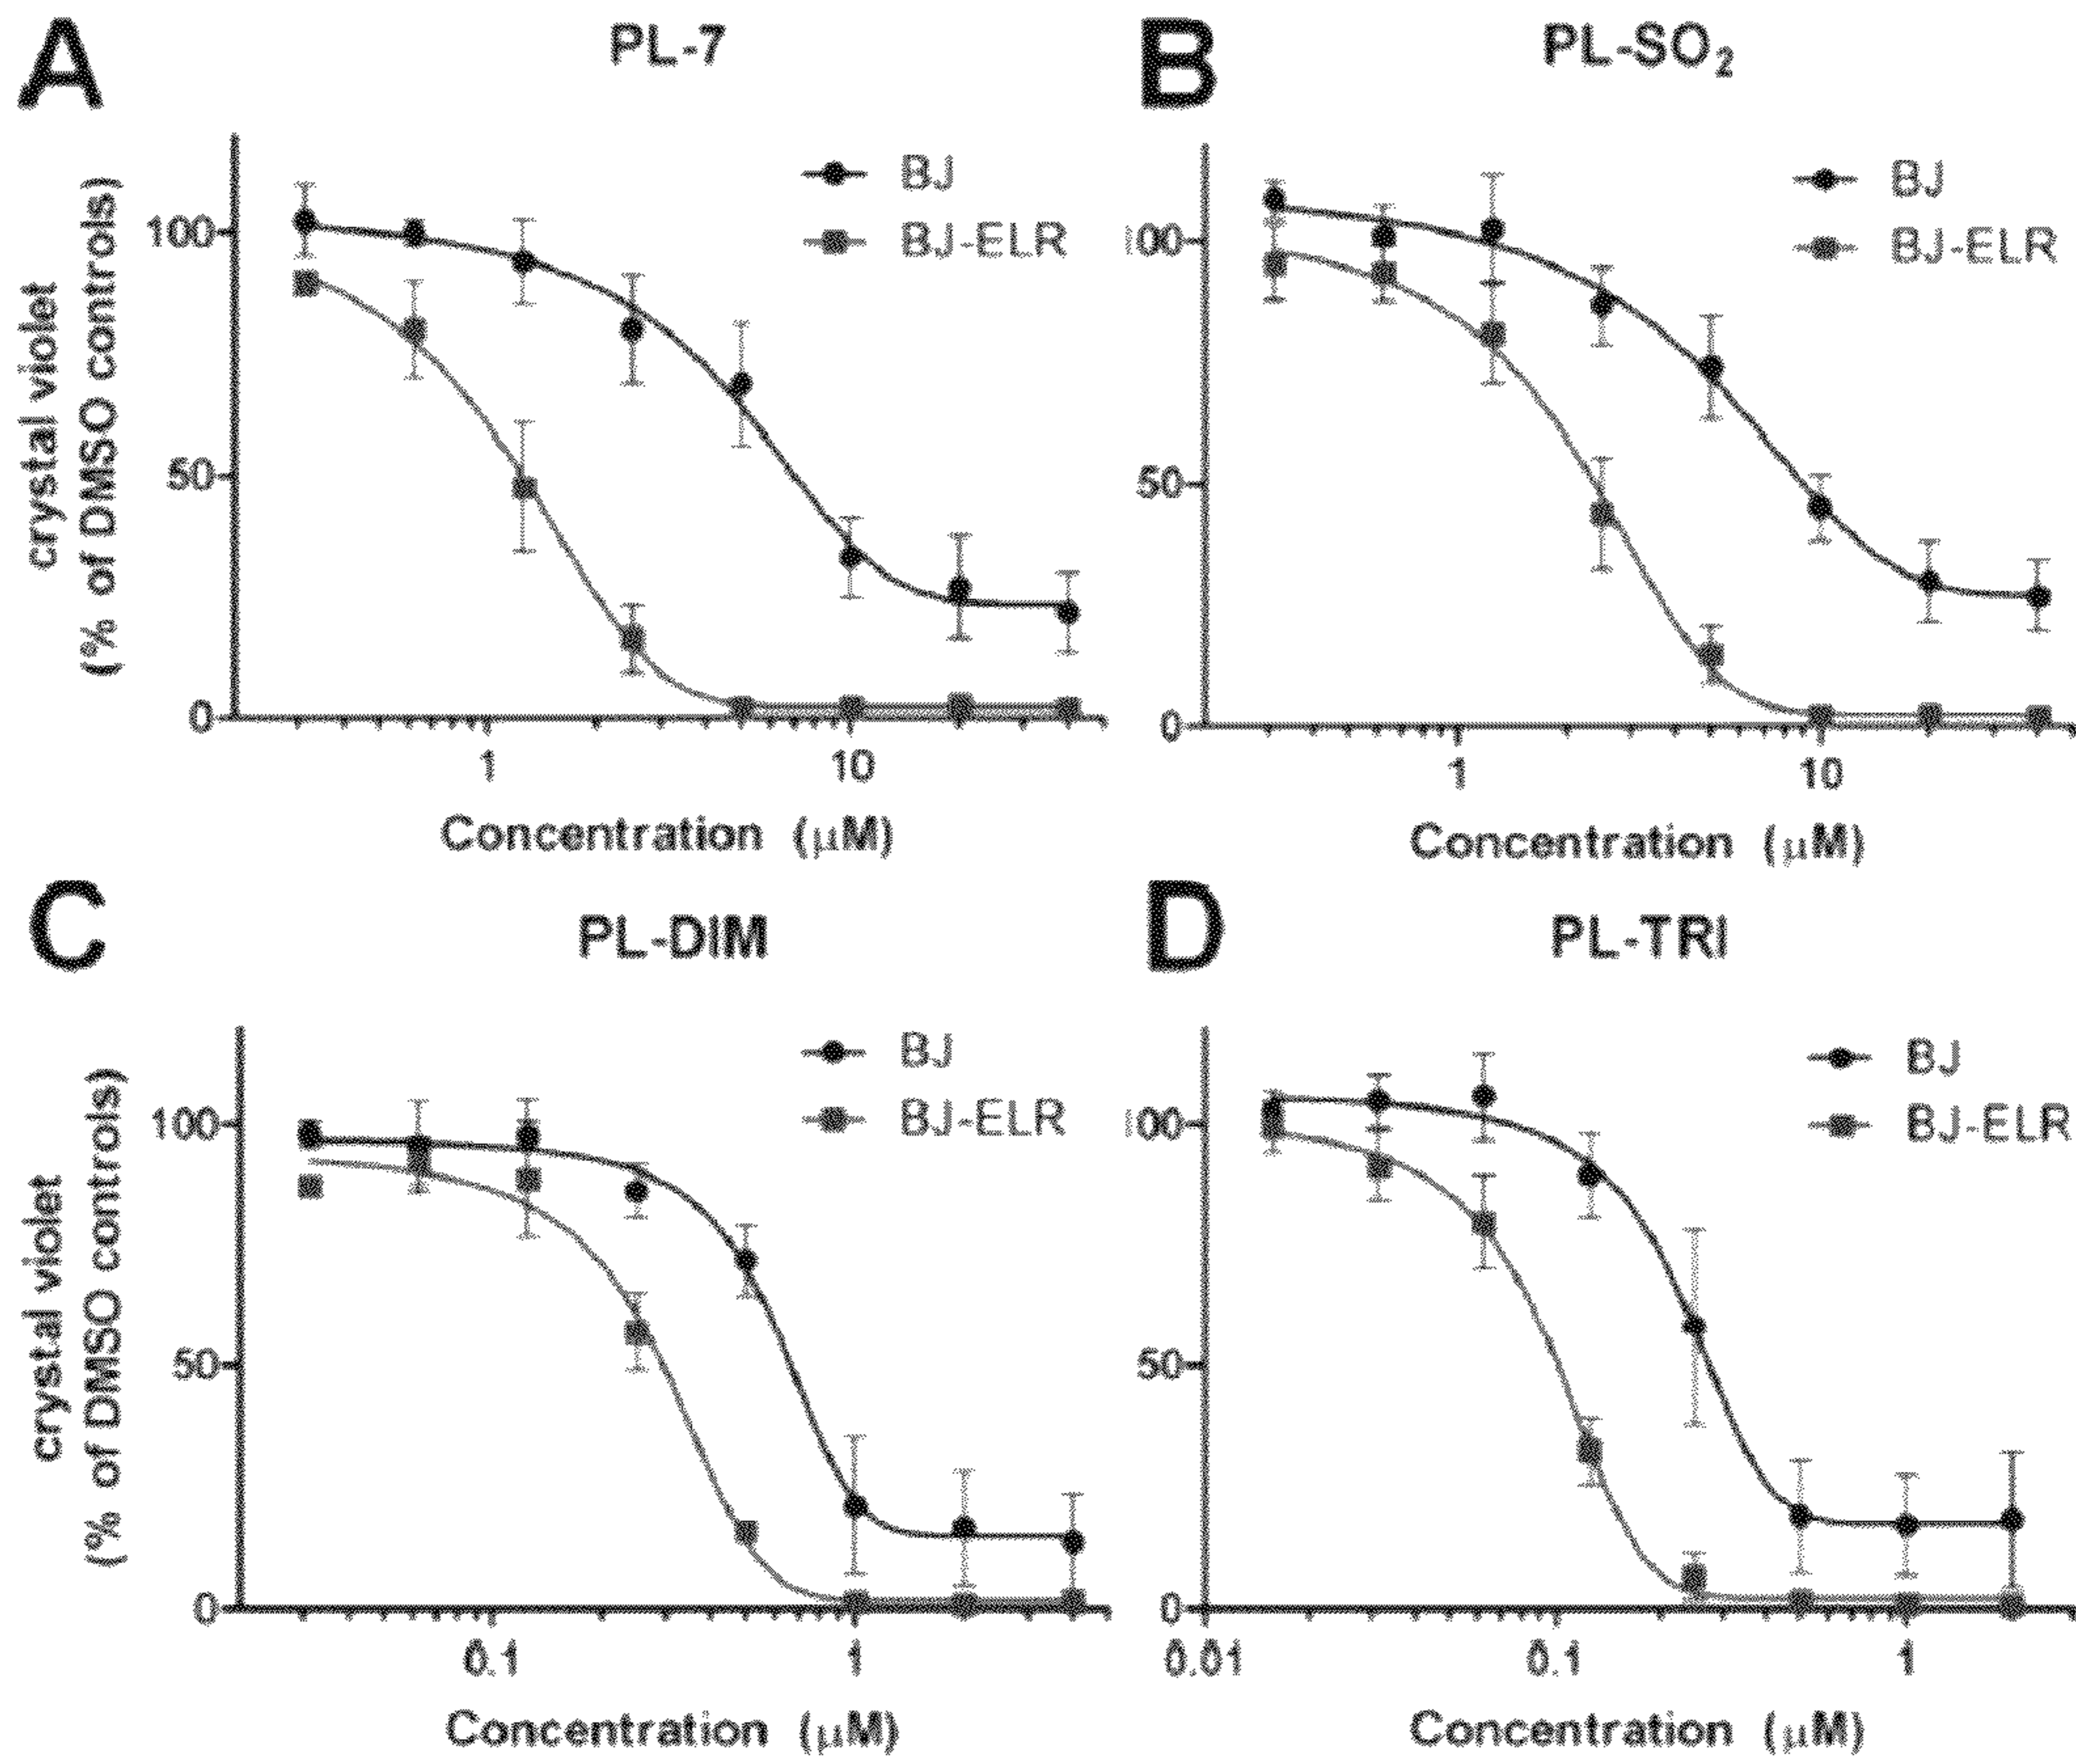 A
PL-7
BJ
BJ-ELR
crystal violet
(% of DMSO controls)
100
50
0
1
10
Concentration (μM)
B
PL-SO₂
BJ
BJ-ELR
100
50
0
1
10
Concentration (μM)
C
PL-DIM
BJ
BJ-ELR
crystal violet
(% of DMSO controls)
100
50
0
0.1
1
Concentration (μM)
D
PL-TRI
BJ
BJ-ELR
100
50
0
0.01
0.1
1
Concentration (μM)